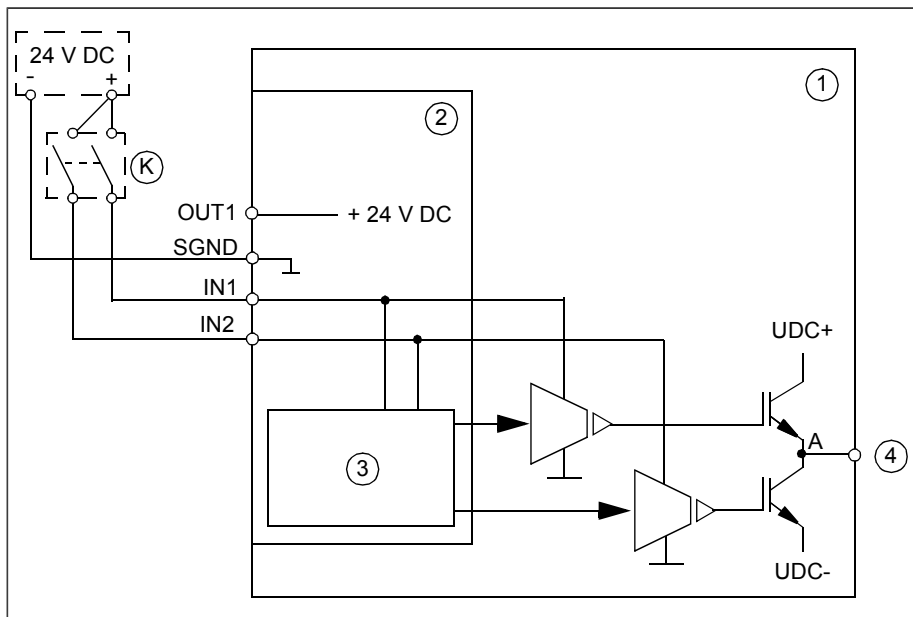 24 V DC
- +
1
2
K
OUT1
+ 24 V DC
SGND
IN1
IN2
UDC+
A
3
4
UDC-